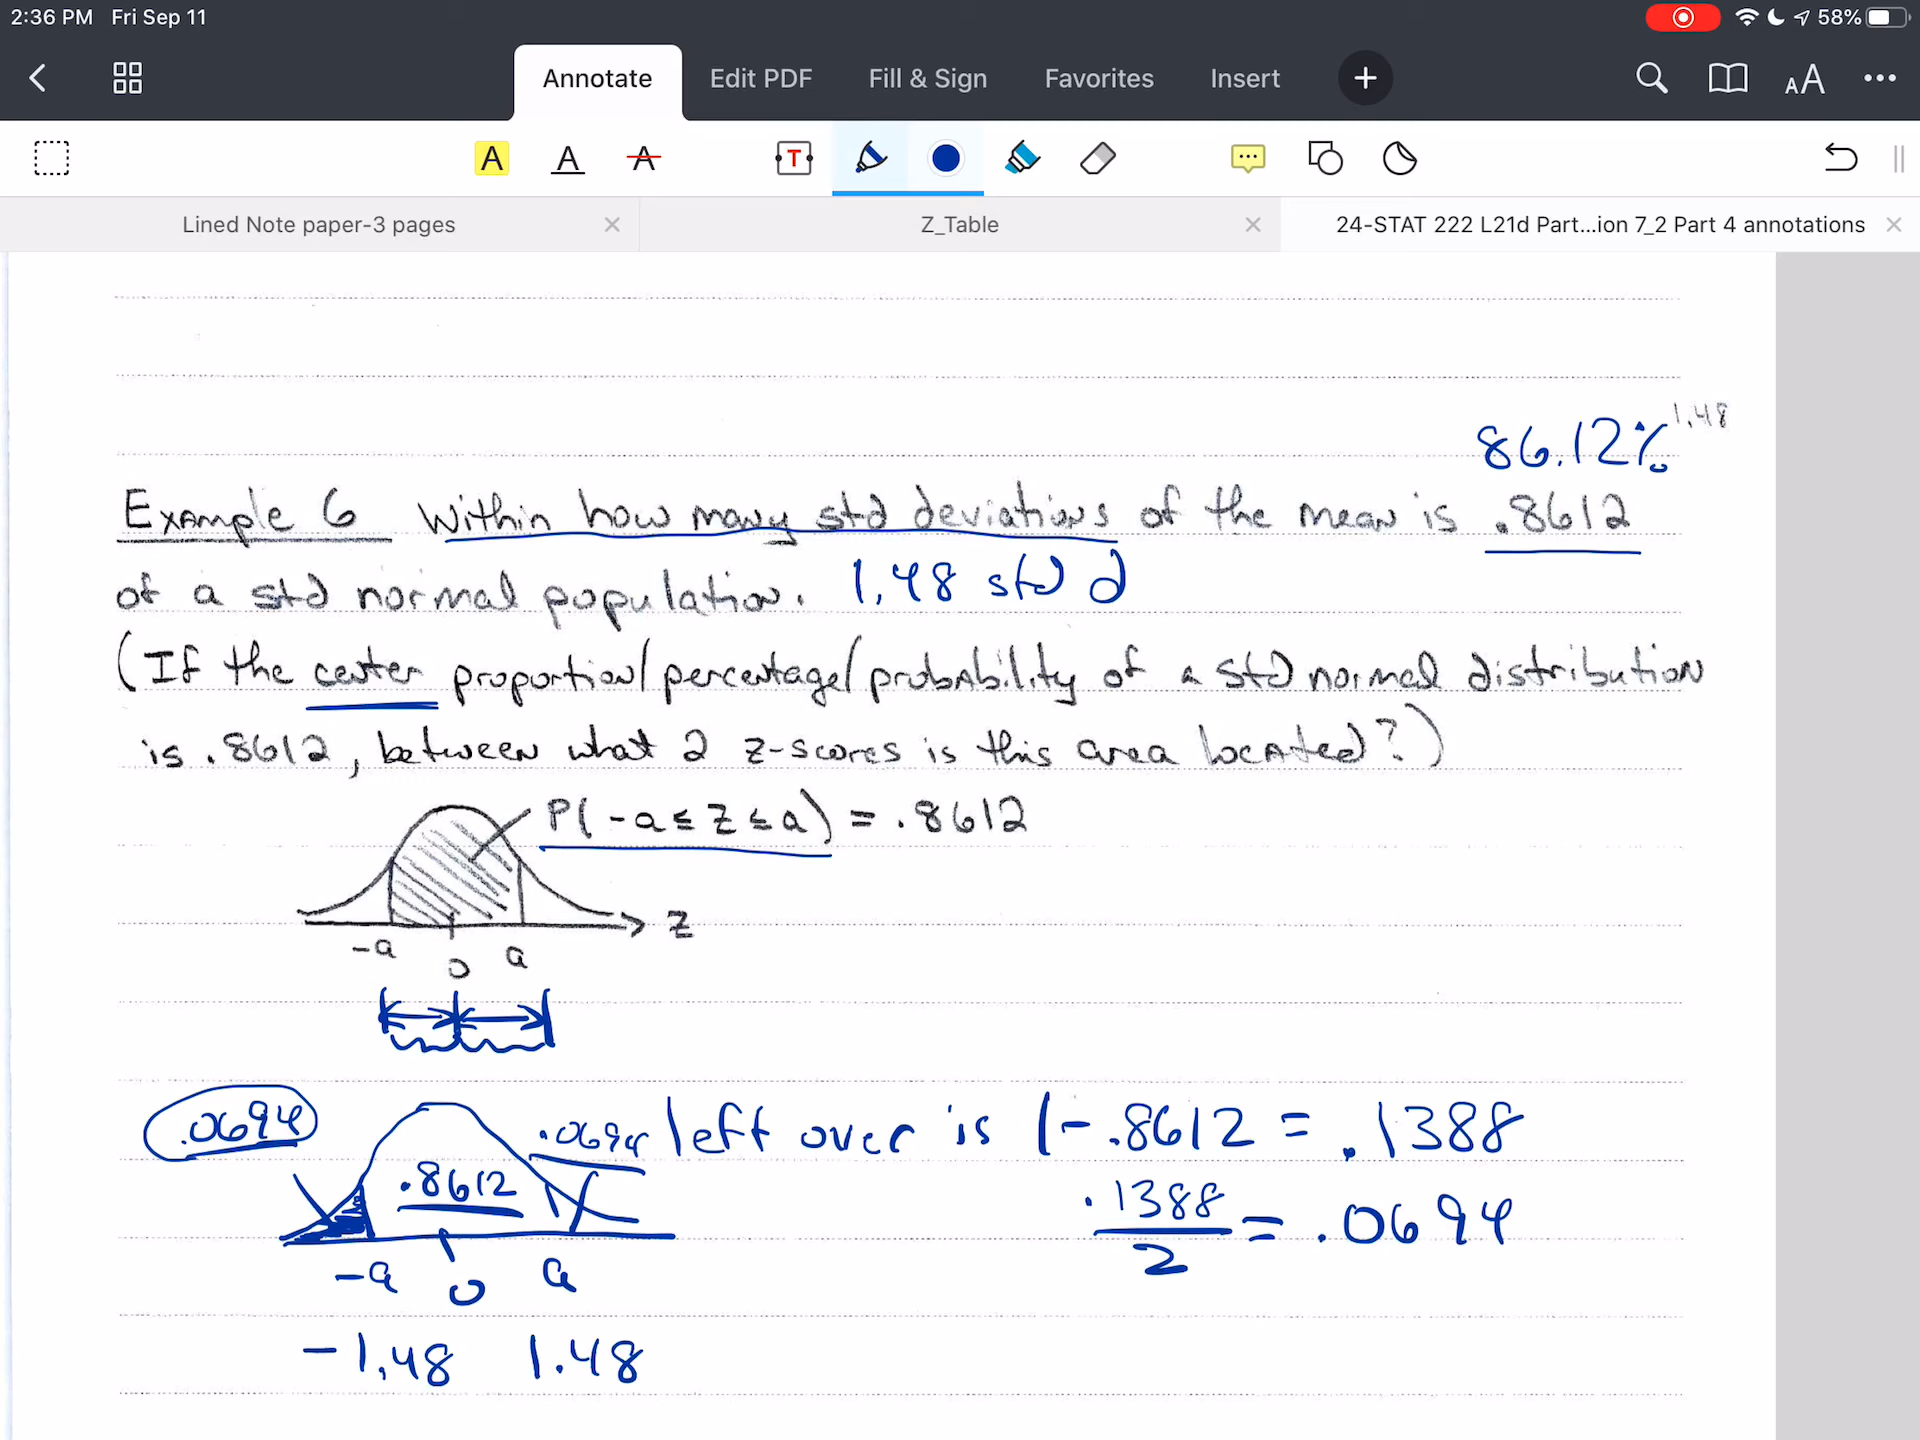 2:36 PM Fri Sep 11
58%
Annotate Edit PDF Fill & Sign Favorites Insert
AA
A A A T
Lined Note paper-3 pages
Z_Table
24-STAT 222 L21d Part...ion 7_2 Part 4 annotations
1.48
86.12%
Example 6 Within how many std deviations of the mean is .8612
of a std normal population. 1.48 std d
(If the center proportion/percentage/probability of a std normal distribution
is .8612, between what 2 z-scores is this area located?)
P(-a ≤ Z ≤ a) = .8612
Z
-a 0 a
.0694 .0694 left over is 1-.8612 = .1388
.8612
.1388/2 = .0694
-a 0 a
-1.48 1.48